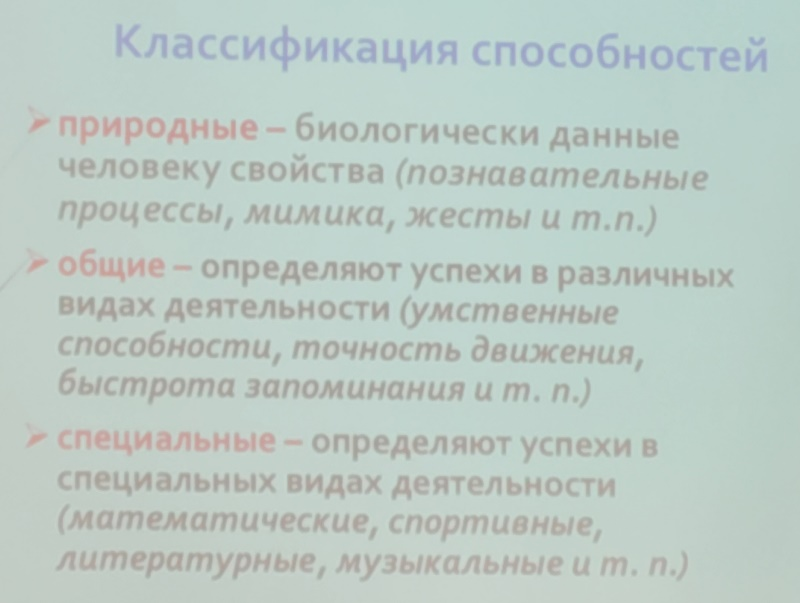 Классификация способностей
природные – биологически данные
человеку свойства (познавательные
процессы, мимика, жесты и т.п.)
общие – определяют успехи в различных
видах деятельности (умственные
способности, точность движения,
быстрота запоминания и т. п.)
специальные – определяют успехи в
специальных видах деятельности
(математические, спортивные,
литературные, музыкальные и т. п.)